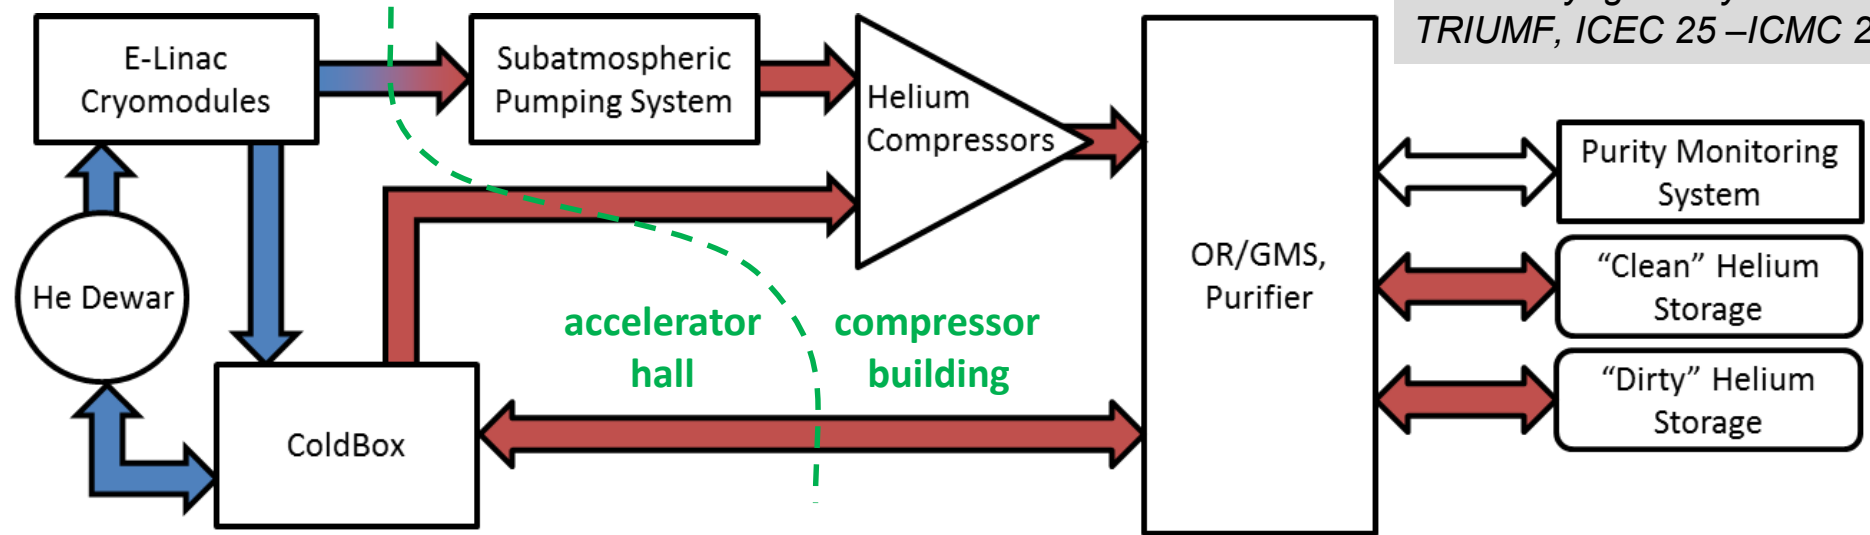 TRIUMF, ICEC 25 –ICMC 2
E-Linac
Cryomodules
Subatmospheric
Pumping System
Helium
Compressors
Purity Monitoring
System
He Dewar
OR/GMS,
Purifier
“Clean” Helium
Storage
accelerator
hall
compressor
building
“Dirty” Helium
Storage
ColdBox